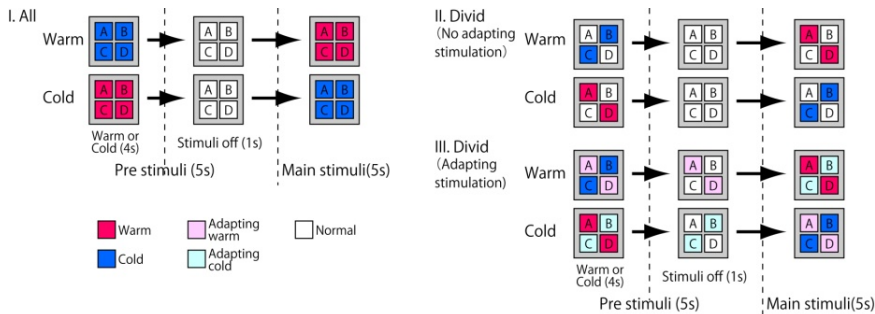 I. All
Warm
A B
C D
A B
C D
A B
C D
Cold
A B
C D
A B
C D
A B
C D
Warm or
Cold (4s)
Stimuli off (1s)
Pre stimuli (5s)
Main stimuli(5s)
Warm
Adapting
warm
Normal
Cold
Adapting
cold
II. Divid
(No adapting
stimulation)
Warm
A B
C D
A B
C D
A B
C D
Cold
A B
C D
A B
C D
A B
C D
III. Divid
(Adapting
stimulation)
Warm
A B
C D
A B
C D
A B
C D
Cold
A B
C D
A B
C D
A B
C D
Warm or
Cold (4s)
Stimuli off (1s)
Pre stimuli (5s)
Main stimuli(5s)